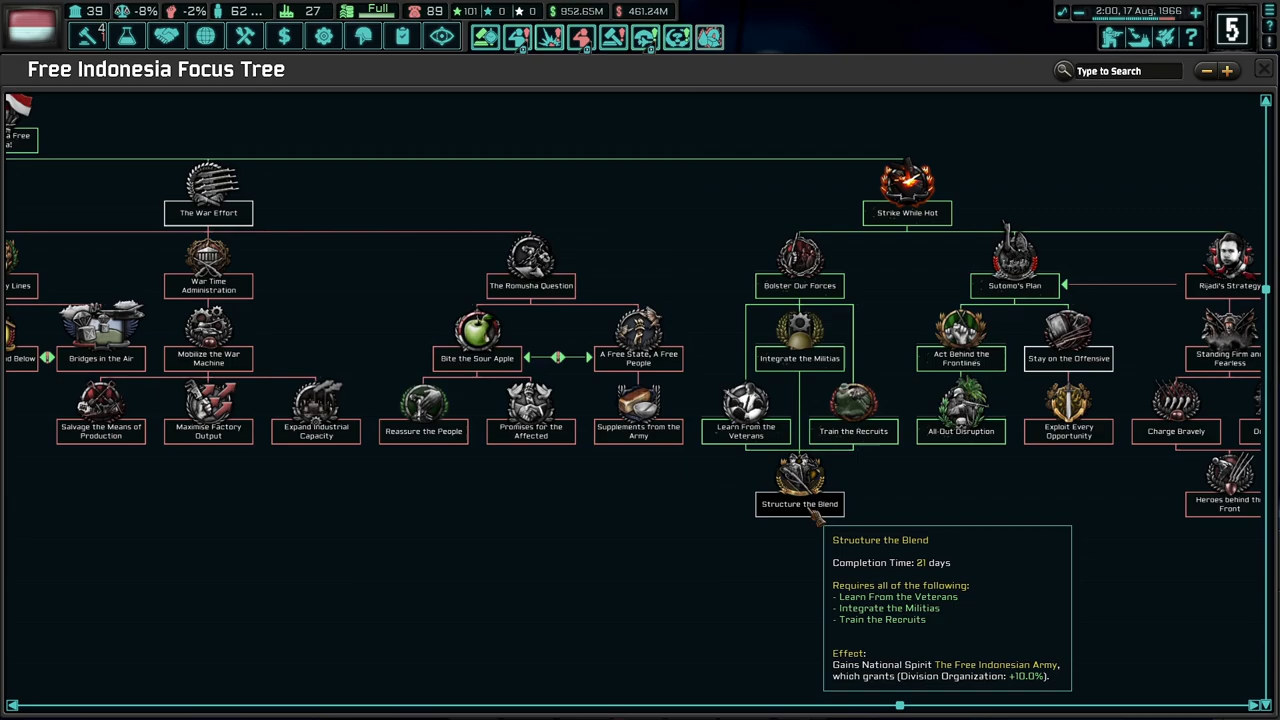 39
-8%
-2%
62 ...
27
Full
89
101
0
0
$ 952.65M
$ 461.24M
2:00, 17 Aug, 1966
5
4
Free Indonesia Focus Tree
Type to Search
The War Effort
Strike While Hot
War Time
Administration
The Romusha Question
Bolster Our Forces
Sutomo's Plan
Rijadi's Strategy
Bridges in the Air
Mobilize the War
Machine
Bite the Sour Apple
A Free State, A Free
People
Integrate the Militias
Act Behind the
Frontlines
Stay on the Offensive
Standing Firm and
Fearless
Salvage the Means of
Production
Maximise Factory
Output
Expand Industrial
Capacity
Reassure the People
Promises for the
Affected
Supplements from the
Army
Learn From the
Veterans
Train the Recruits
All-Out Disruption
Exploit Every
Opportunity
Charge Bravely
Structure the Blend
Heroes behind the
Front
Structure the Blend
Completion Time: 21 days
Requires all of the following:
- Learn From the Veterans
- Integrate the Militias
- Train the Recruits
Effect:
Gains National Spirit The Free Indonesian Army,
which grants (Division Organization: +10.0%).